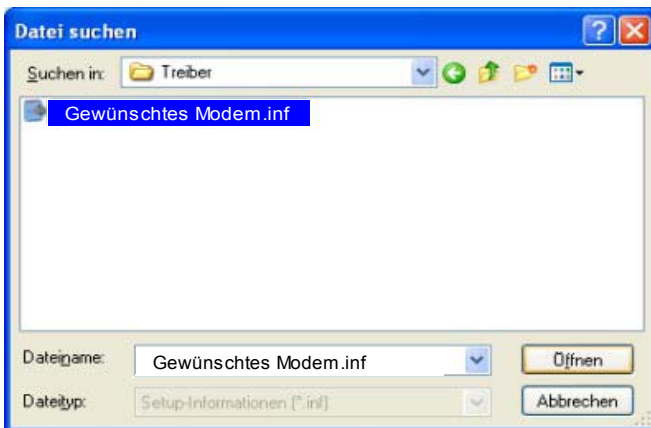 Datei suchen
Suchen in: Treiber
Gewünschtes Modem.inf
Dateiname: Gewünschtes Modem.inf Öffnen
Dateityp: Setup-Informationen (*.inf) Abbrechen